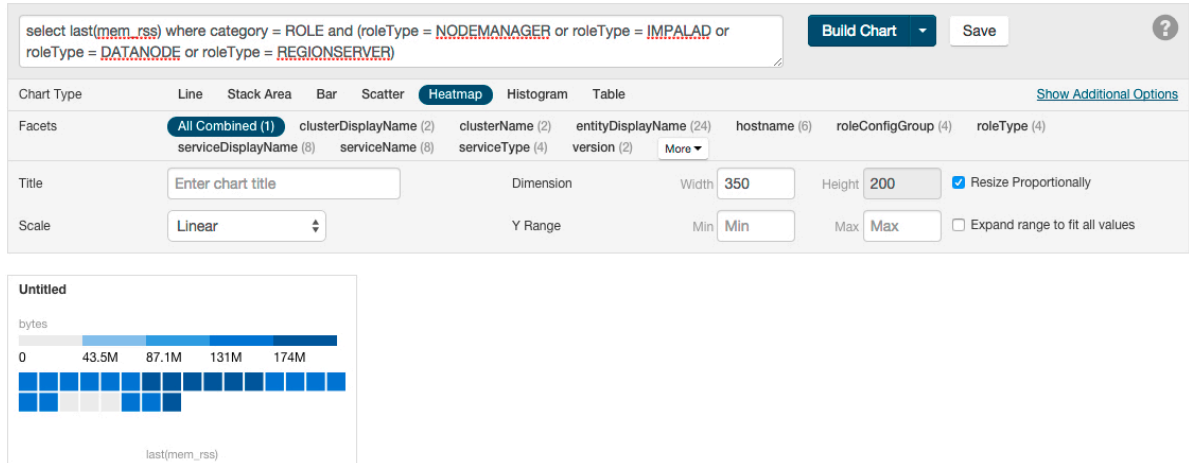 select last(mem_rss) where category = ROLE and (roleType = NODEMANAGER or roleType = IMPALAD or
roleType = DATANODE or roleType = REGIONSERVER)
Build Chart
Save
?
Chart Type Line Stack Area Bar Scatter Heatmap Histogram Table Show Additional Options
Facets All Combined (1) clusterDisplayName (2) clusterName (2) entityDisplayName (24) hostname (6) roleConfigGroup (4) roleType (4)
serviceDisplayName (8) serviceName (8) serviceType (4) version (2) More
Title Enter chart title Dimension Width 350 Height 200 Resize Proportionally
Scale Linear Y Range Min Min Max Max Expand range to fit all values
Untitled
bytes
0 43.5M 87.1M 131M 174M
last(mem_rss)